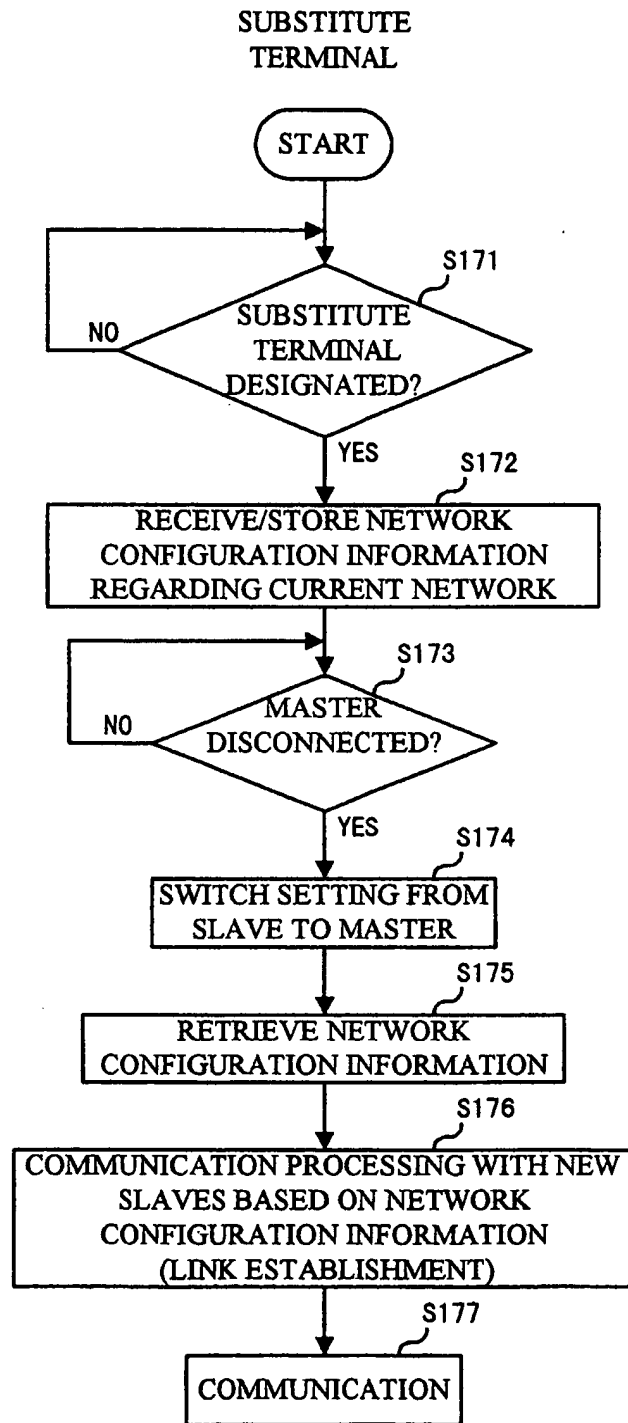 SUBSTITUTE
TERMINAL
START
S171
SUBSTITUTE
TERMINAL
DESIGNATED?
NO
YES
S172
RECEIVE/STORE NETWORK
CONFIGURATION INFORMATION
REGARDING CURRENT NETWORK
S173
MASTER
DISCONNECTED?
NO
YES
S174
SWITCH SETTING FROM
SLAVE TO MASTER
S175
RETRIEVE NETWORK
CONFIGURATION INFORMATION
S176
COMMUNICATION PROCESSING WITH NEW
SLAVES BASED ON NETWORK
CONFIGURATION INFORMATION
(LINK ESTABLISHMENT)
S177
COMMUNICATION